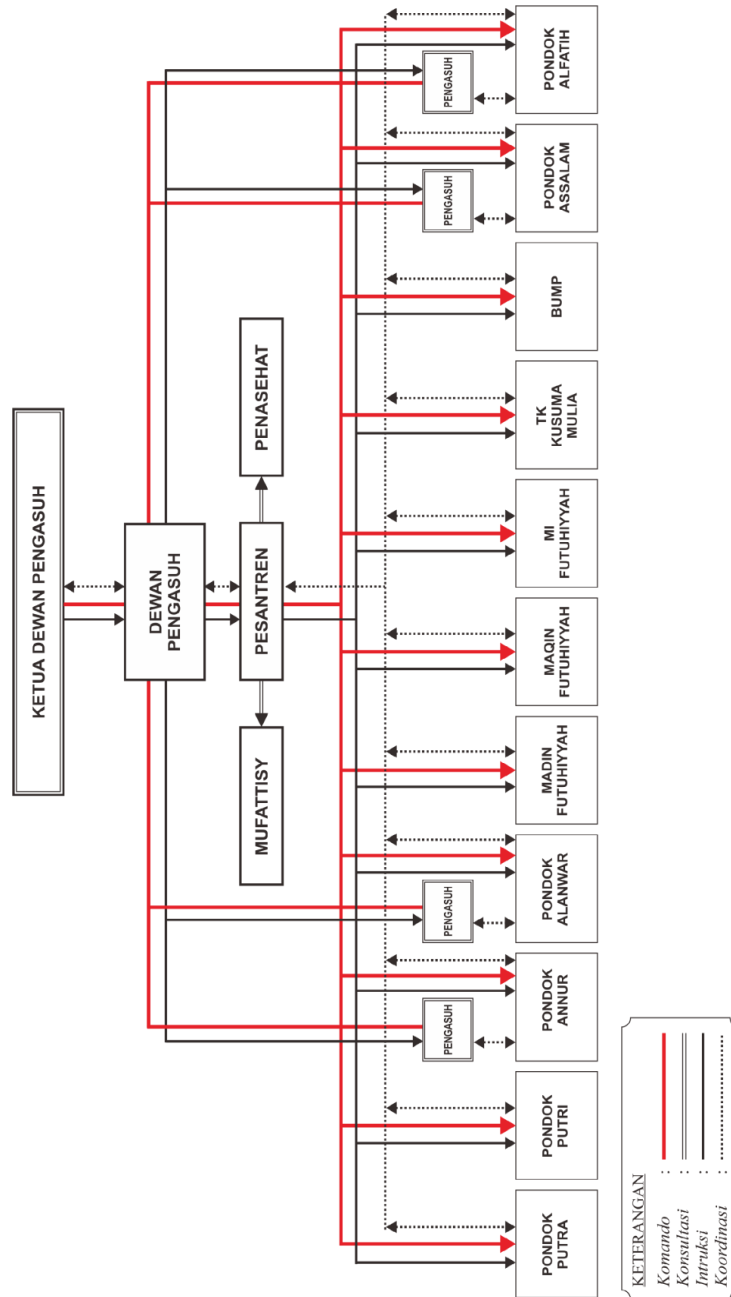 KETUA DEWAN PENGASUH
DEWAN
PENGASUH
MUFATTISY
PESANTREN
PENASEHAT
PENGASUH
PENGASUH
PENGASUH
PENGASUH
PONDOK
PUTRA
PONDOK
PUTRI
PONDOK
ANNUR
PONDOK
ALANWAR
MADIN
FUTUHIYYAH
MAQIN
FUTUHIYYAH
MI
FUTUHIYYAH
TK
KUSUMA
MULIA
BUMP
PONDOK
ASSALAM
PONDOK
ALFATIH
KETERANGAN
Komando :
Konsultasi :
Intruksi :
Koordinasi :